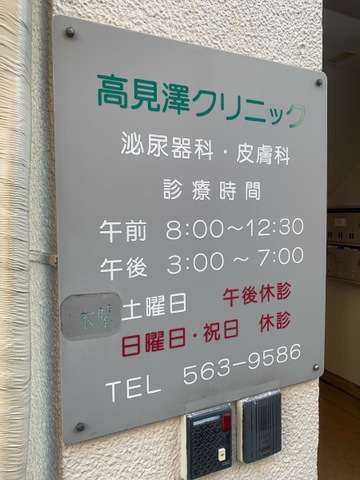 高見澤クリニック
泌尿器科・皮膚科
診療時間
午前 8:00～12:30
午後 3:00～7:00
水曜 土曜日 午後休診
日曜日・祝日 休診
TEL 563-9586